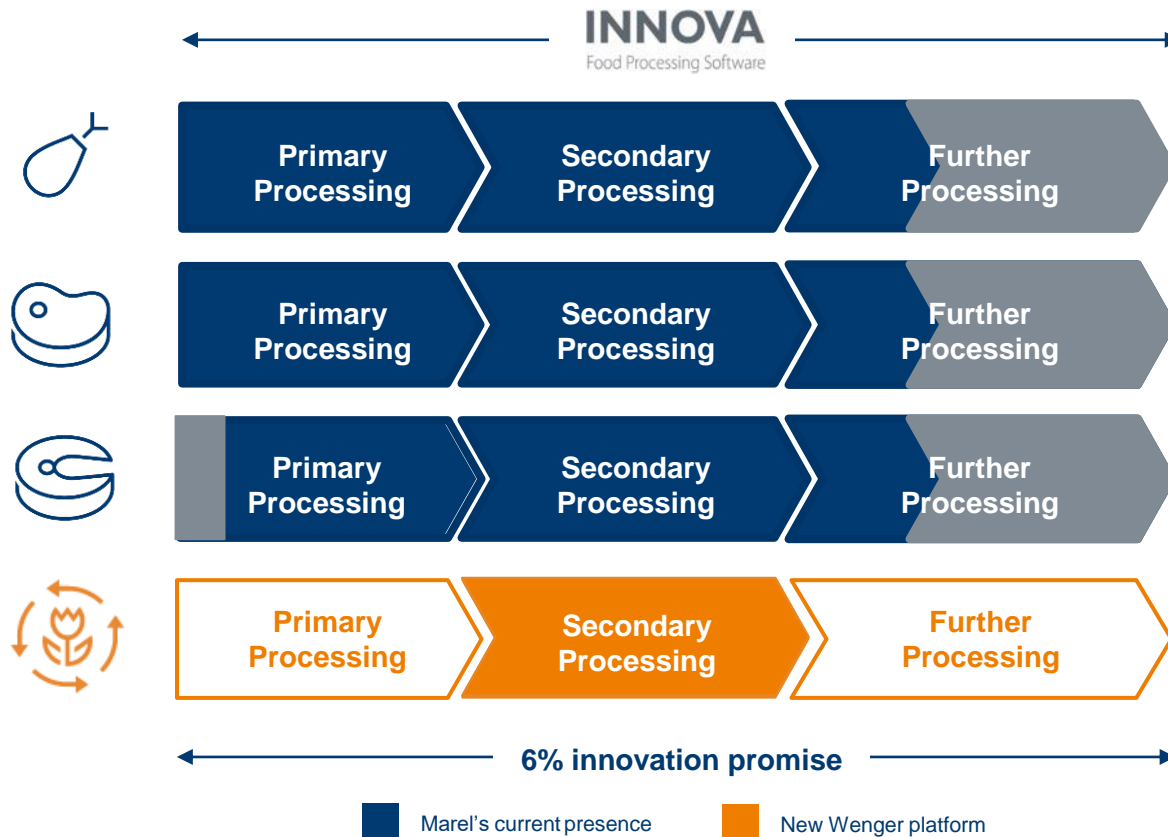 INNOVA
Food Processing Software
Primary
Processing
Secondary
Processing
Further
Processing
Primary
Processing
Secondary
Processing
Further
Processing
Primary
Processing
Secondary
Processing
Further
Processing
Primary
Processing
Secondary
Processing
Further
Processing
6% innovation promise
Marel's current presence
New Wenger platform